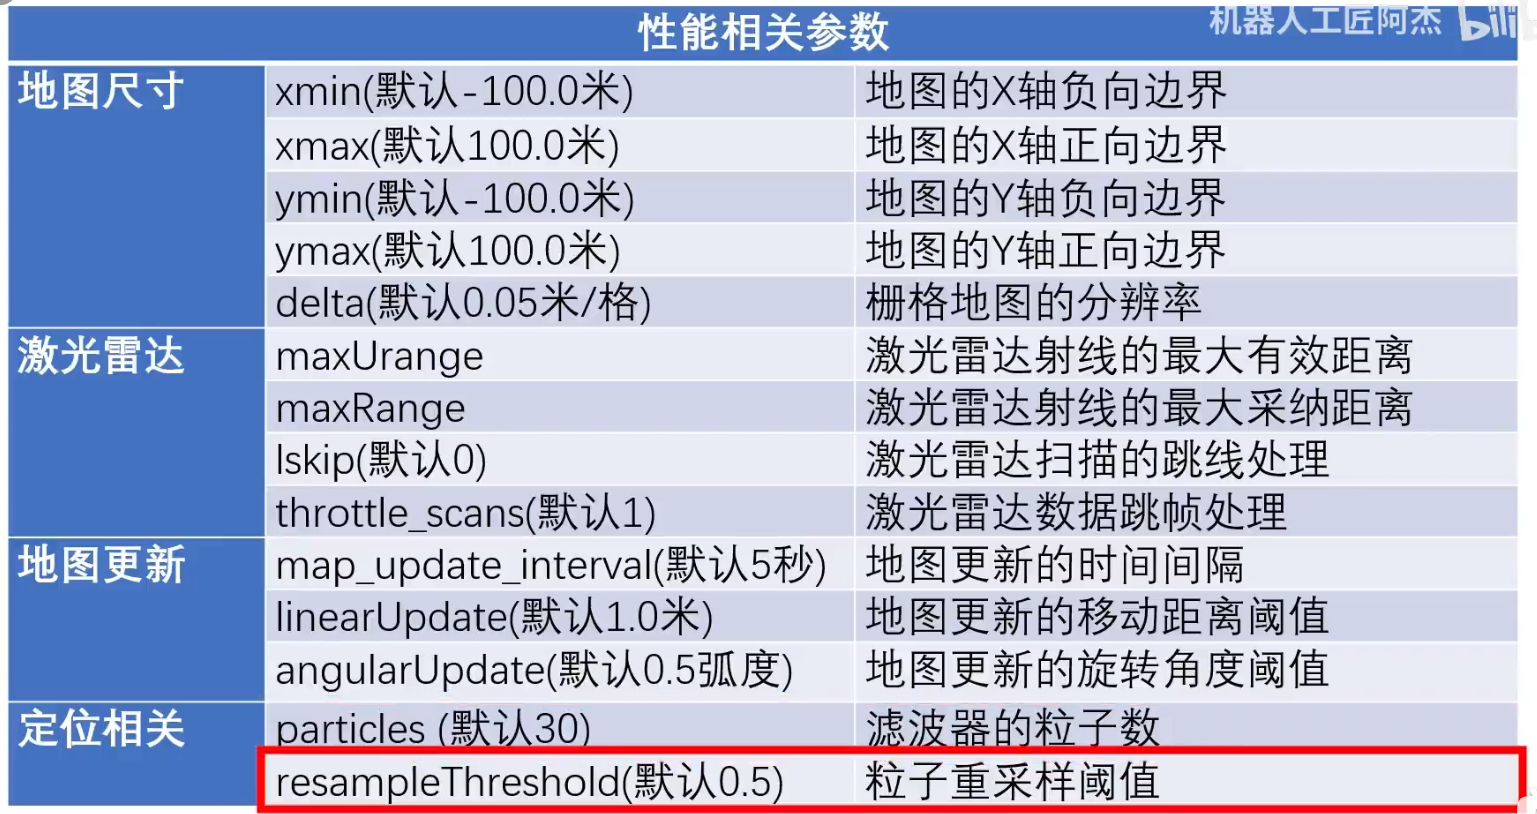 性能相关参数
机器人工匠阿杰 bili
地图尺寸 xmin(默认-100.0米) 地图的X轴负向边界
xmax(默认100.0米) 地图的X轴正向边界
ymin(默认-100.0米) 地图的Y轴负向边界
ymax(默认100.0米) 地图的Y轴正向边界
delta(默认0.05米/格) 栅格地图的分辨率
激光雷达 maxUrange 激光雷达射线的最大有效距离
maxRange 激光雷达射线的最大采纳距离
lskip(默认0) 激光雷达扫描的跳线处理
throttle_scans(默认1) 激光雷达数据跳帧处理
地图更新 map_update_interval(默认5秒) 地图更新的时间间隔
linearUpdate(默认1.0米) 地图更新的移动距离阈值
angularUpdate(默认0.5弧度) 地图更新的旋转角度阈值
定位相关 particles (默认30) 滤波器的粒子数
resampleThreshold(默认0.5) 粒子重采样阈值